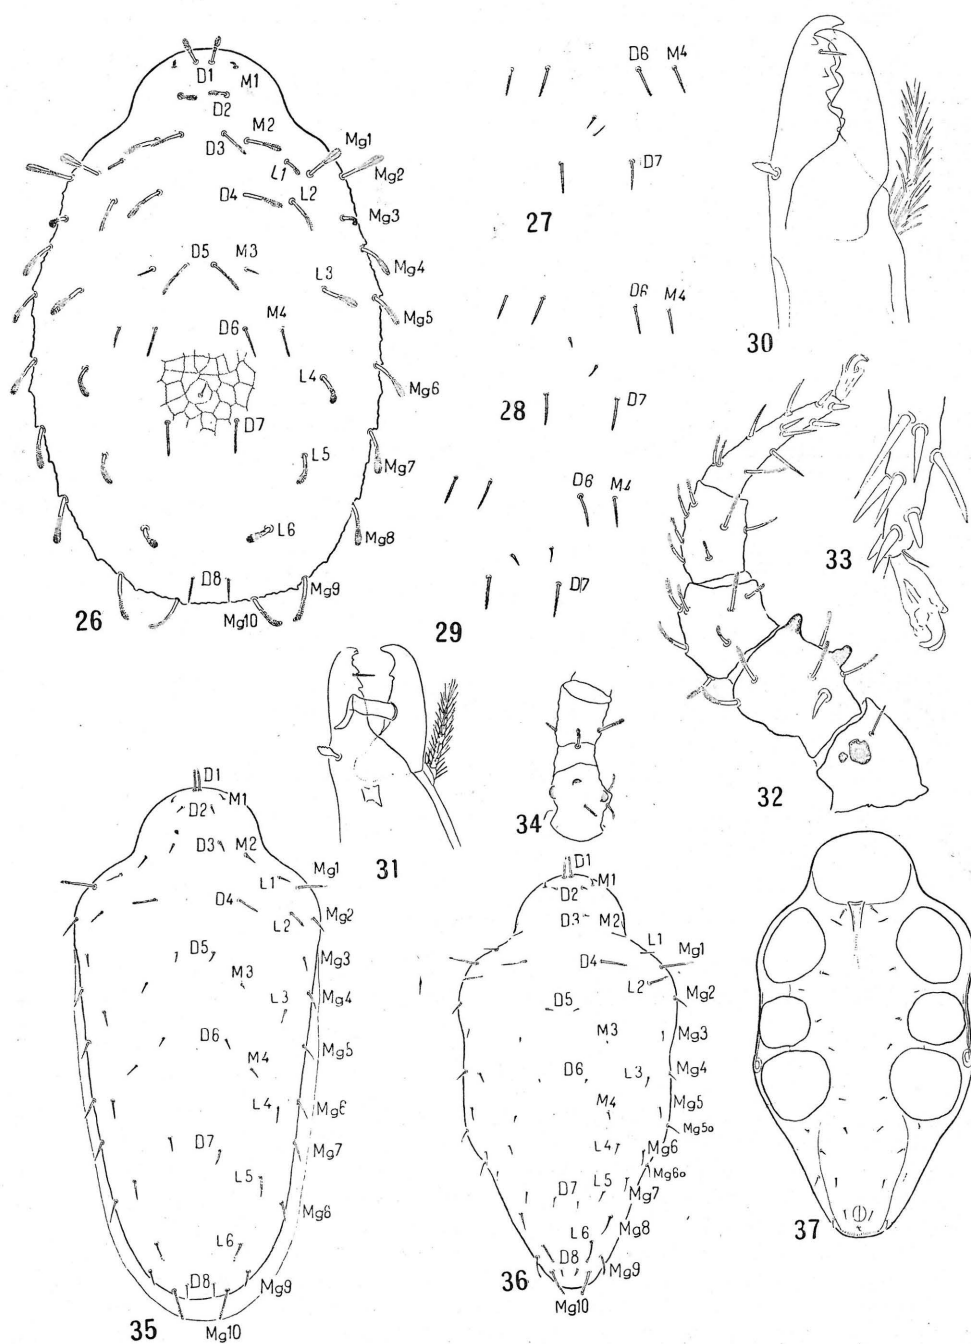 D1
M1
D2
D3
M2
Mg1
L1
Mg2
D4
L2
Mg3
D5
M3
Mg4
L3
Mg5
D6
M4
L4
Mg6
D7
L5
Mg7
L6
Mg8
D8
Mg9
Mg10
26
D6 M4
D7
27
D6 M4
28
D7
D6 M4
D7
29
30
31
32
33
34
D1
D2 M1
D3 M2
L1 Mg1
D4
L2 Mg2
D5
Mg3
M3
L3 Mg4
D6
Mg5
M4
L4 Mg6
D7
Mg7
L5
Mg8
L6
D8
Mg9
Mg10
35
D1
D2 M1
D3 M2
L1
Mg1
D4
L2
Mg2
D5
M3 Mg3
D6 L3 Mg4
M4 Mg5
Mg5a
L4 Mg6
Mg6a
D7 L5 Mg7
Mg8
L6
D8
Mg9
Mg10
36
37